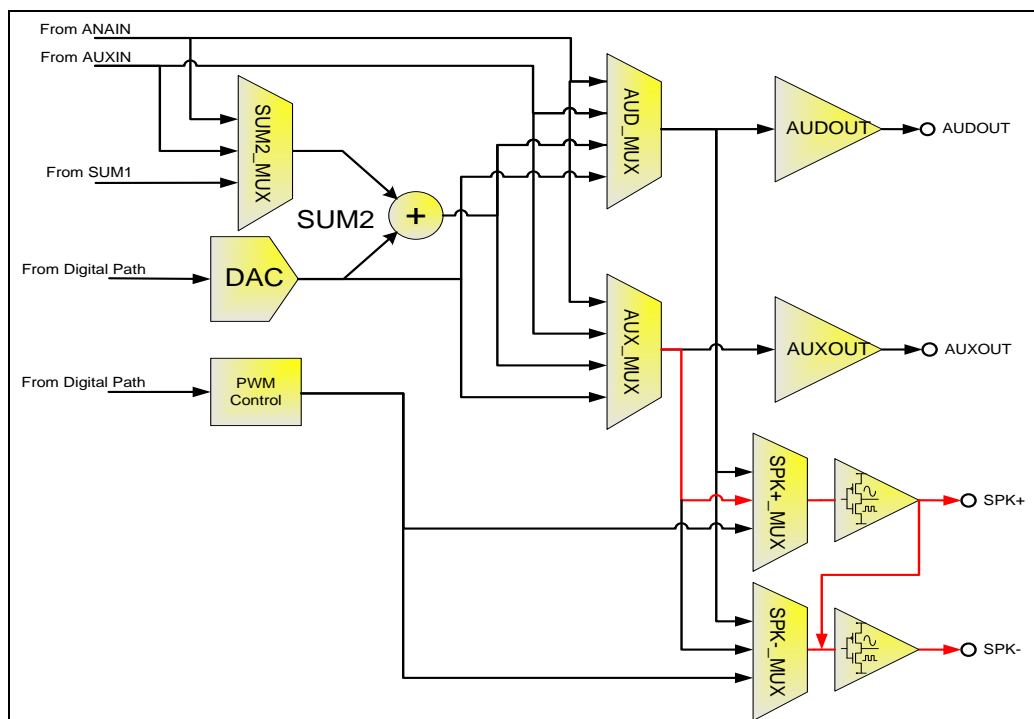 From ANAIN
From AUXIN
SUM2_MUX
From SUM1
SUM2
+
From Digital Path
DAC
From Digital Path
PWM
Control
AUD_MUX
AUX_MUX
AUDOUT
AUDOUT
AUXOUT
AUXOUT
SPK+_MUX
SPK+
SPK-_MUX
SPK-